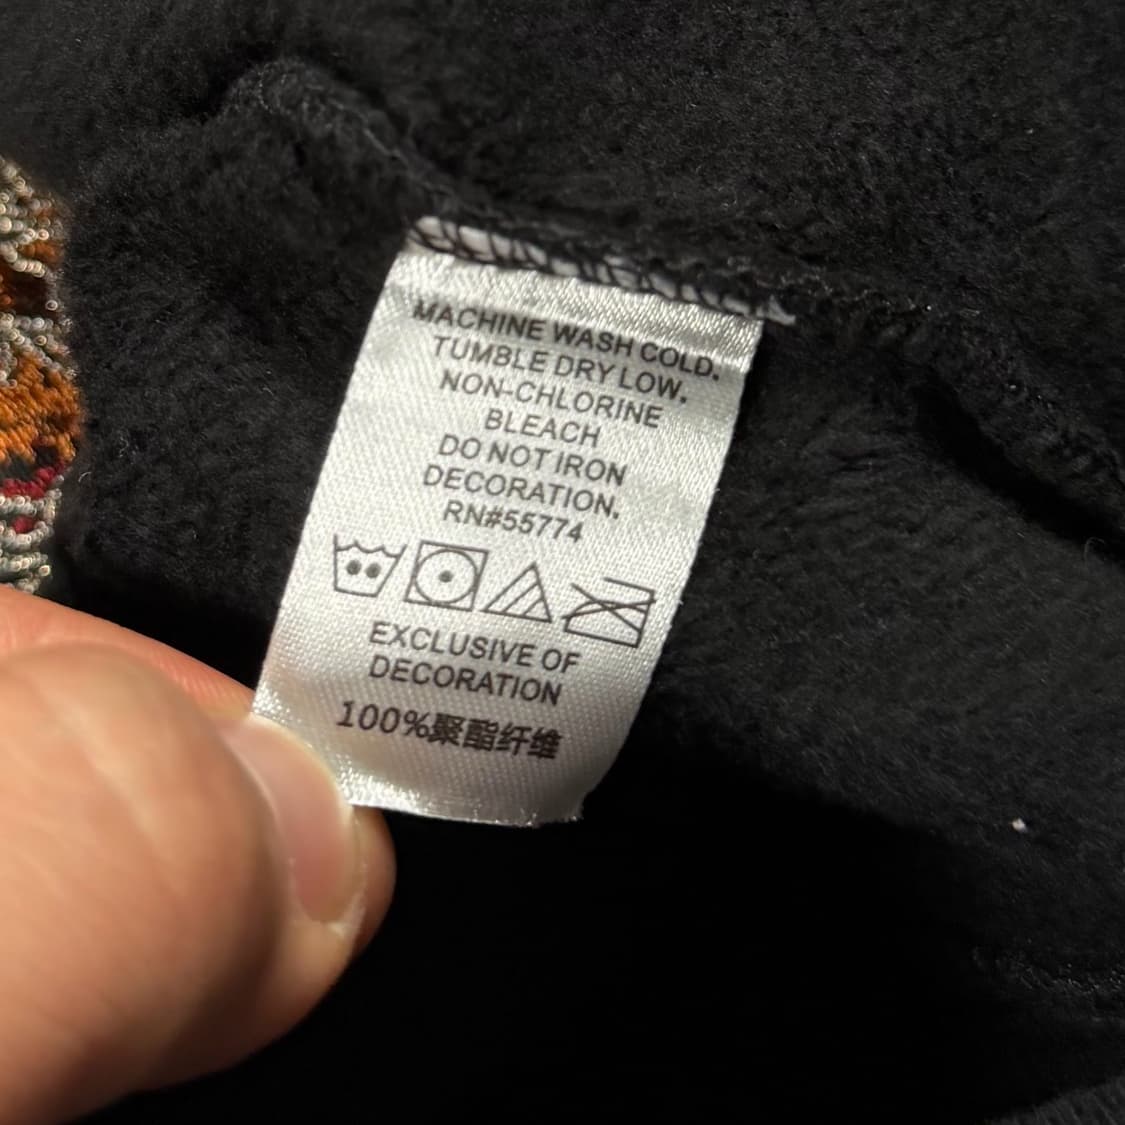 MACHINE WASH COLD.
TUMBLE DRY LOW.
NON-CHLORINE
BLEACH
DO NOT IRON
DECORATION.
RN#55774
EXCLUSIVE OF
DECORATION
100%聚酯纤维